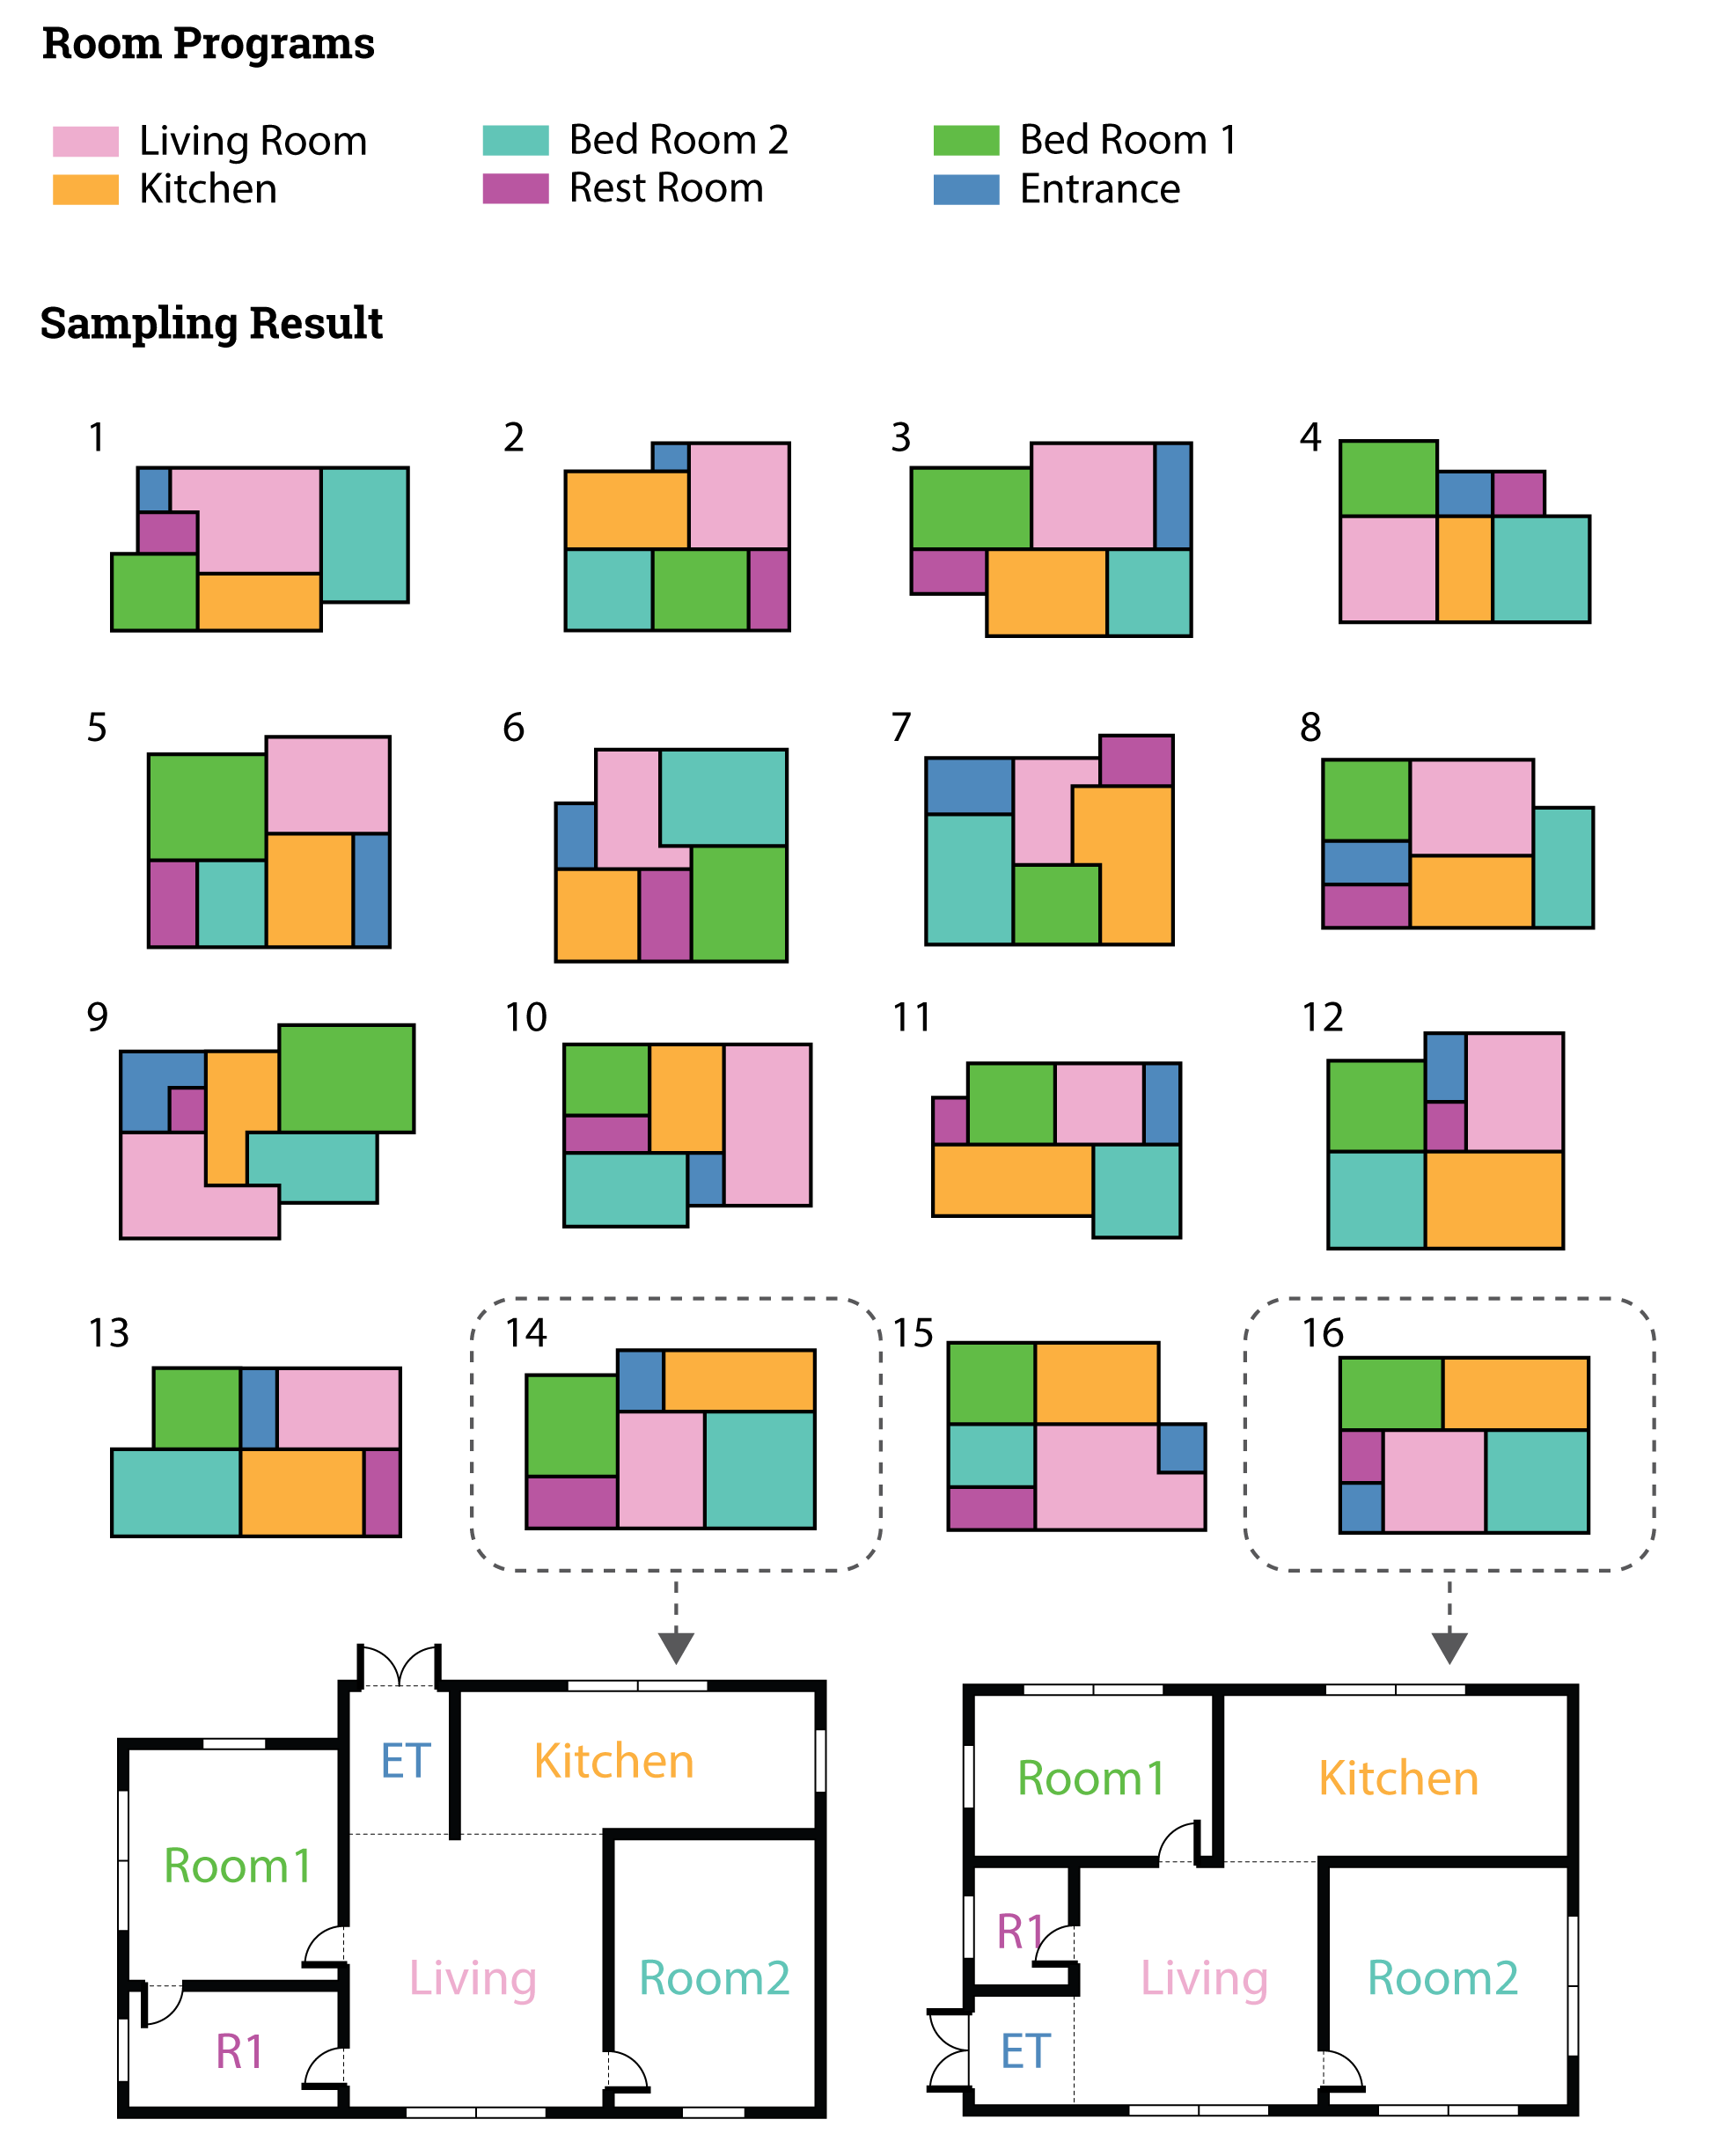 Room Programs
Living Room
Bed Room 2
Bed Room 1
Kitchen
Rest Room
Entrance
Sampling Result
1
2
3
4
5
6
7
8
9
10
11
12
13
14
15
16
ET
Kitchen
Room1
Living
Room2
R1
Room1
Kitchen
R1
Living
Room2
ET